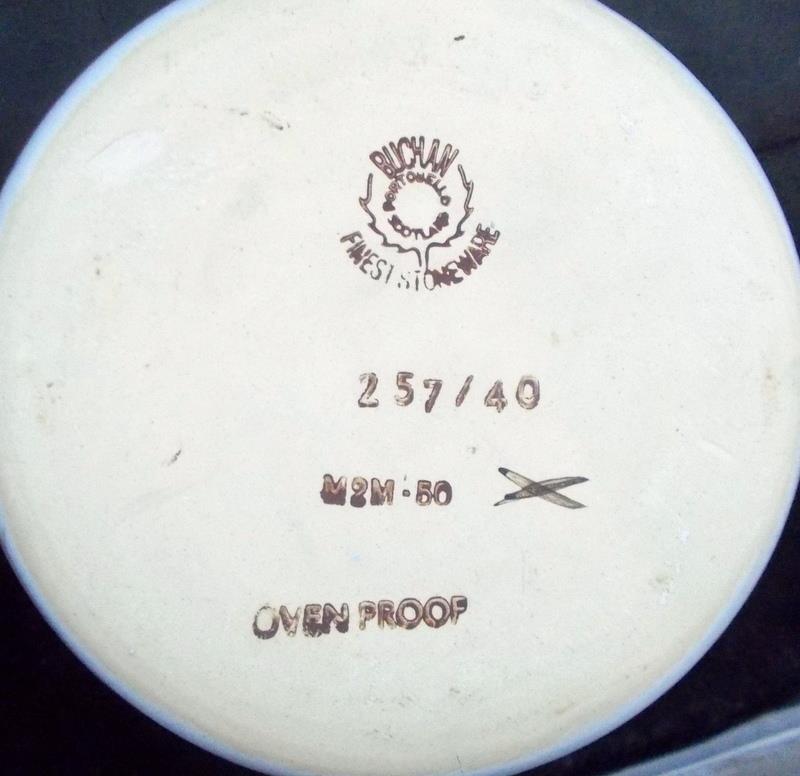 BUCHAN
PORTOBELLO
SCOTLAND
FINEST STONEWARE
257/40
M2M·50
OVEN PROOF